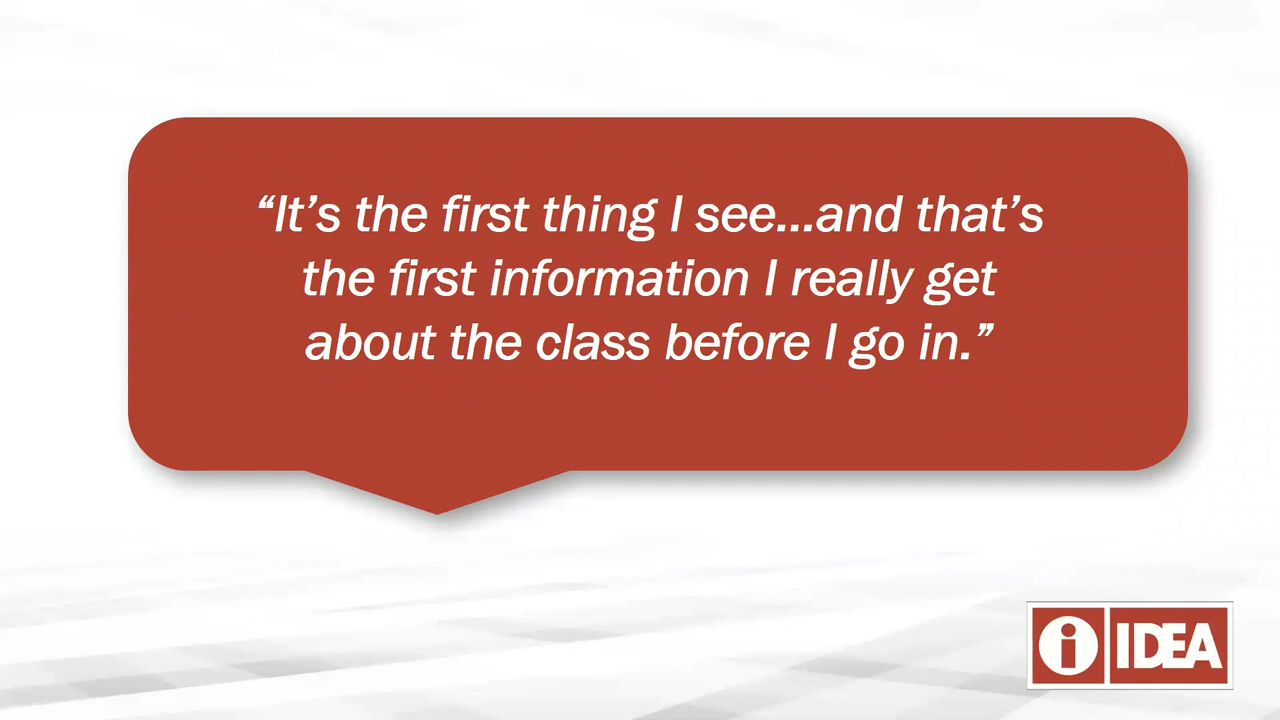 “It’s the first thing I see...and that’s
the first information I really get
about the class before I go in.”
i IDEA